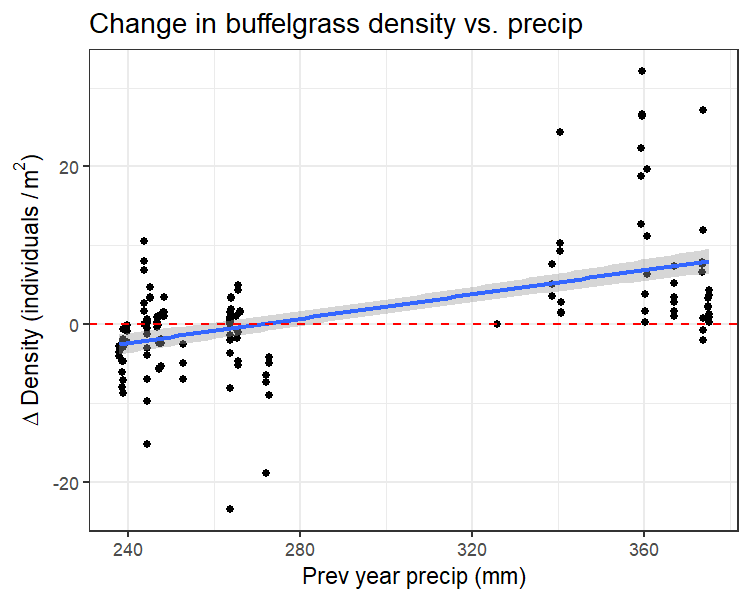 Change in buffelgrass density vs. precip
Δ Density (individuals / m²)
20
0
-20
240 280 320 360
Prev year precip (mm)